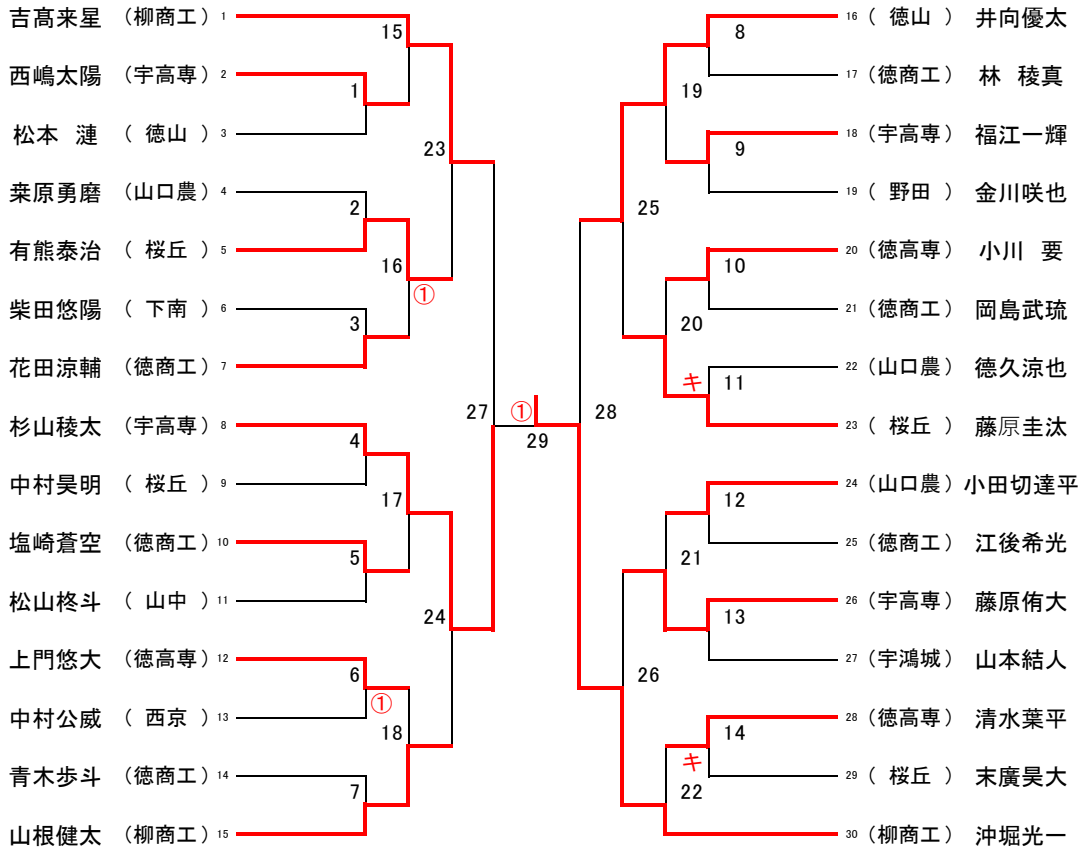 吉髙来星 （柳商工） 1
西嶋太陽 （宇高専） 2
松本 漣 （ 徳山 ） 3
桒原勇磨 （山口農） 4
有熊泰治 （ 桜丘 ） 5
柴田悠陽 （ 下南 ） 6
花田涼輔 （徳商工） 7
杉山稜太 （宇高専） 8
中村昊明 （ 桜丘 ） 9
塩崎蒼空 （徳商工） 10
松山柊斗 （ 山中 ） 11
上門悠大 （徳高専） 12
中村公威 （ 西京 ） 13
青木歩斗 （徳商工） 14
山根健太 （柳商工） 15
15
1
23
2
16
①
3
27
4
17
5
24
6
①
18
7
①
29
28
8
19
9
25
10
20
キ
11
12
21
13
26
14
キ
22
16 （ 徳山 ） 井向優太
17 （徳商工） 林 稜真
18 （宇高専） 福江一輝
19 （ 野田 ） 金川咲也
20 （徳高専） 小川 要
21 （徳商工） 岡島武琉
22 （山口農） 德久涼也
23 （ 桜丘 ） 藤原圭汰
24 （山口農） 小田切達平
25 （徳商工） 江後希光
26 （宇高専） 藤原侑大
27 （宇鴻城） 山本結人
28 （徳高専） 清水葉平
29 （ 桜丘 ） 末廣昊大
30 （柳商工） 沖堀光一